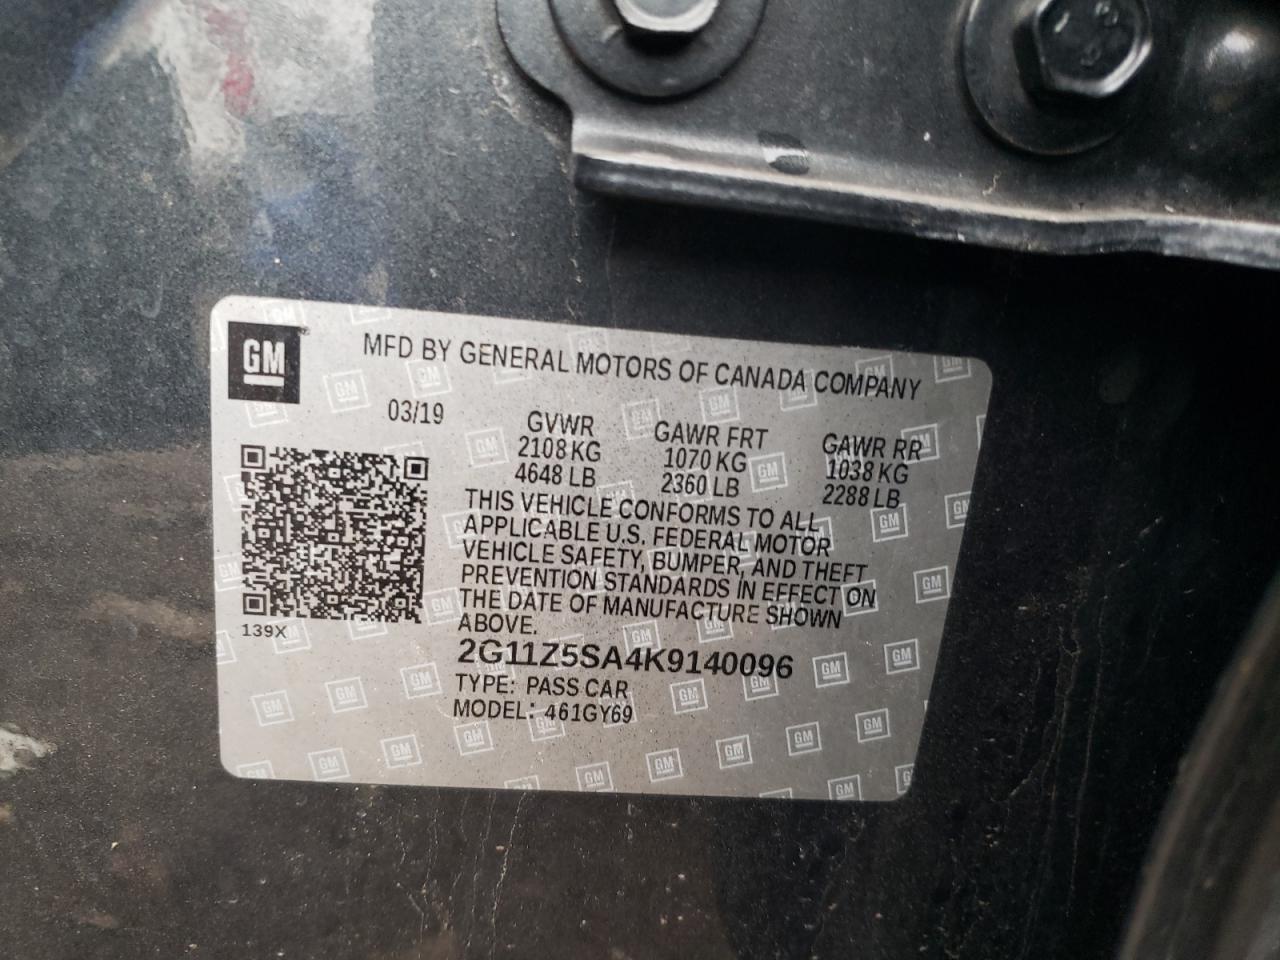 GM
MFD BY GENERAL MOTORS OF CANADA COMPANY
03/19
GVWR
2108 KG
4648 LB
GAWR FRT
1070 KG
2360 LB
GAWR RR
1038 KG
2288 LB
THIS VEHICLE CONFORMS TO ALL
APPLICABLE U.S. FEDERAL MOTOR
VEHICLE SAFETY, BUMPER, AND THEFT
PREVENTION STANDARDS IN EFFECT ON
THE DATE OF MANUFACTURE SHOWN
ABOVE.
139X
2G11Z5SA4K9140096
TYPE: PASS CAR
MODEL: 461GY69